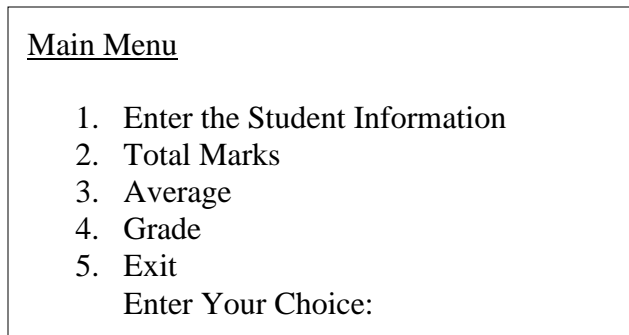 Main Menu
1. Enter the Student Information
2. Total Marks
3. Average
4. Grade
5. Exit
Enter Your Choice: